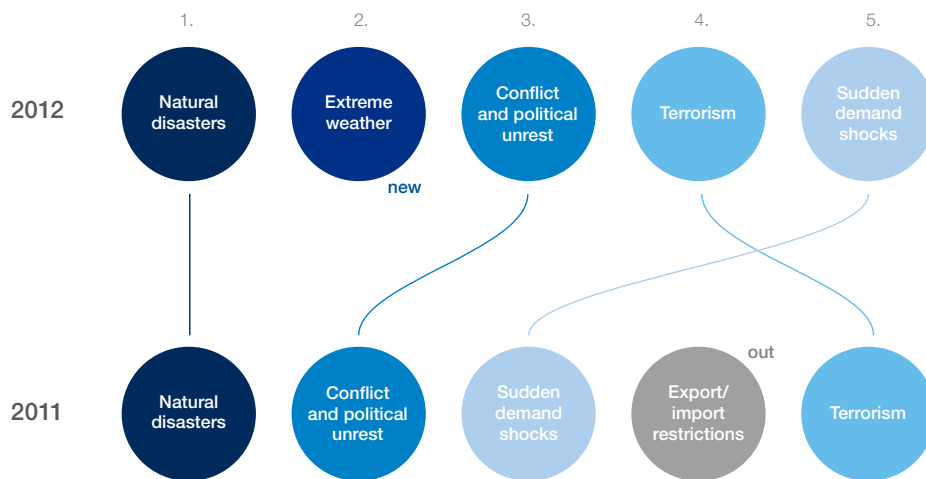 1. 2. 3. 4. 5.
2012
Natural
disasters
Extreme
weather
new
Conflict
and political
unrest
Terrorism
Sudden
demand
shocks
2011
Natural
disasters
Conflict
and political
unrest
Sudden
demand
shocks
Export/
import
restrictions
out
Terrorism